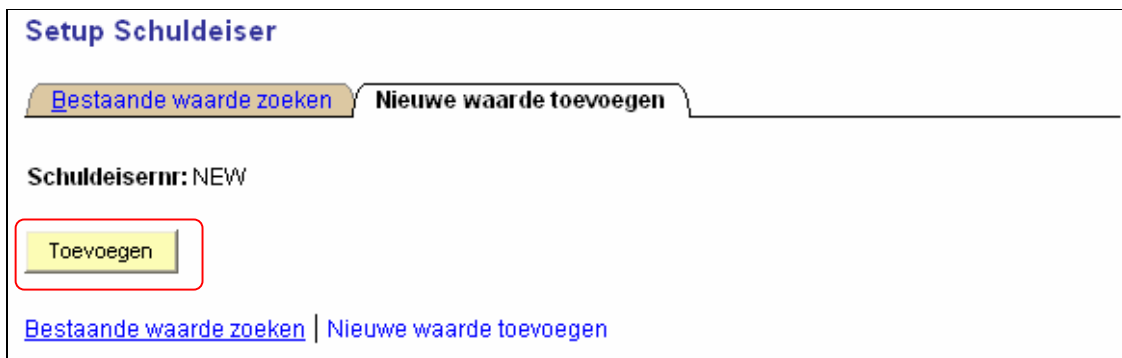 Setup Schuldeiser
Bestaande waarde zoeken Nieuwe waarde toevoegen
Schuldeisernr: NEW
Toevoegen
Bestaande waarde zoeken | Nieuwe waarde toevoegen